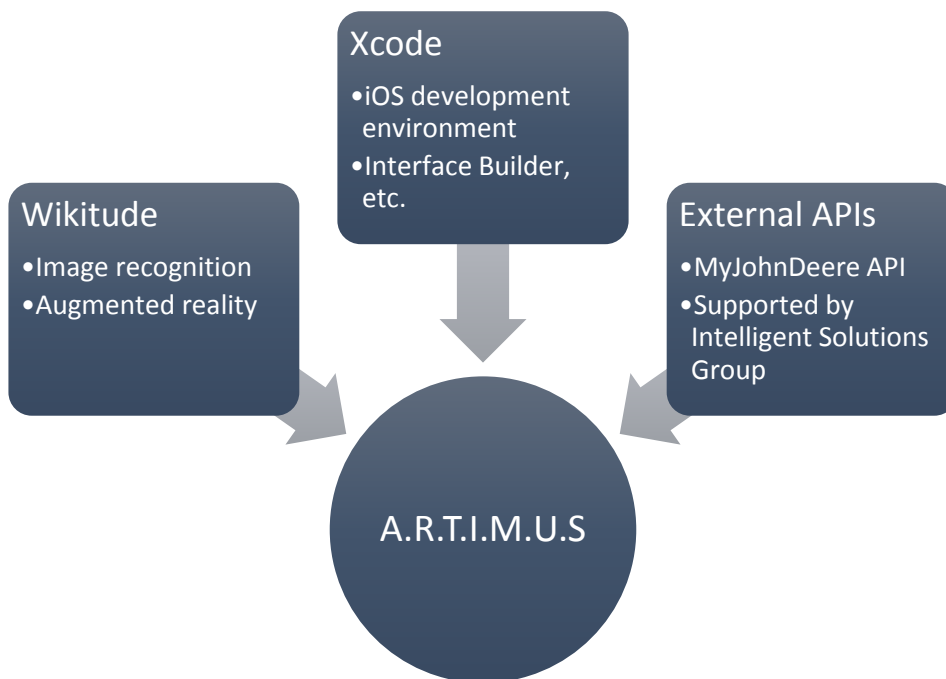 Xcode
•iOS development
environment
•Interface Builder,
etc.
Wikitude
•Image recognition
•Augmented reality
External APIs
•MyJohnDeere API
•Supported by
Intelligent Solutions
Group
A.R.T.I.M.U.S